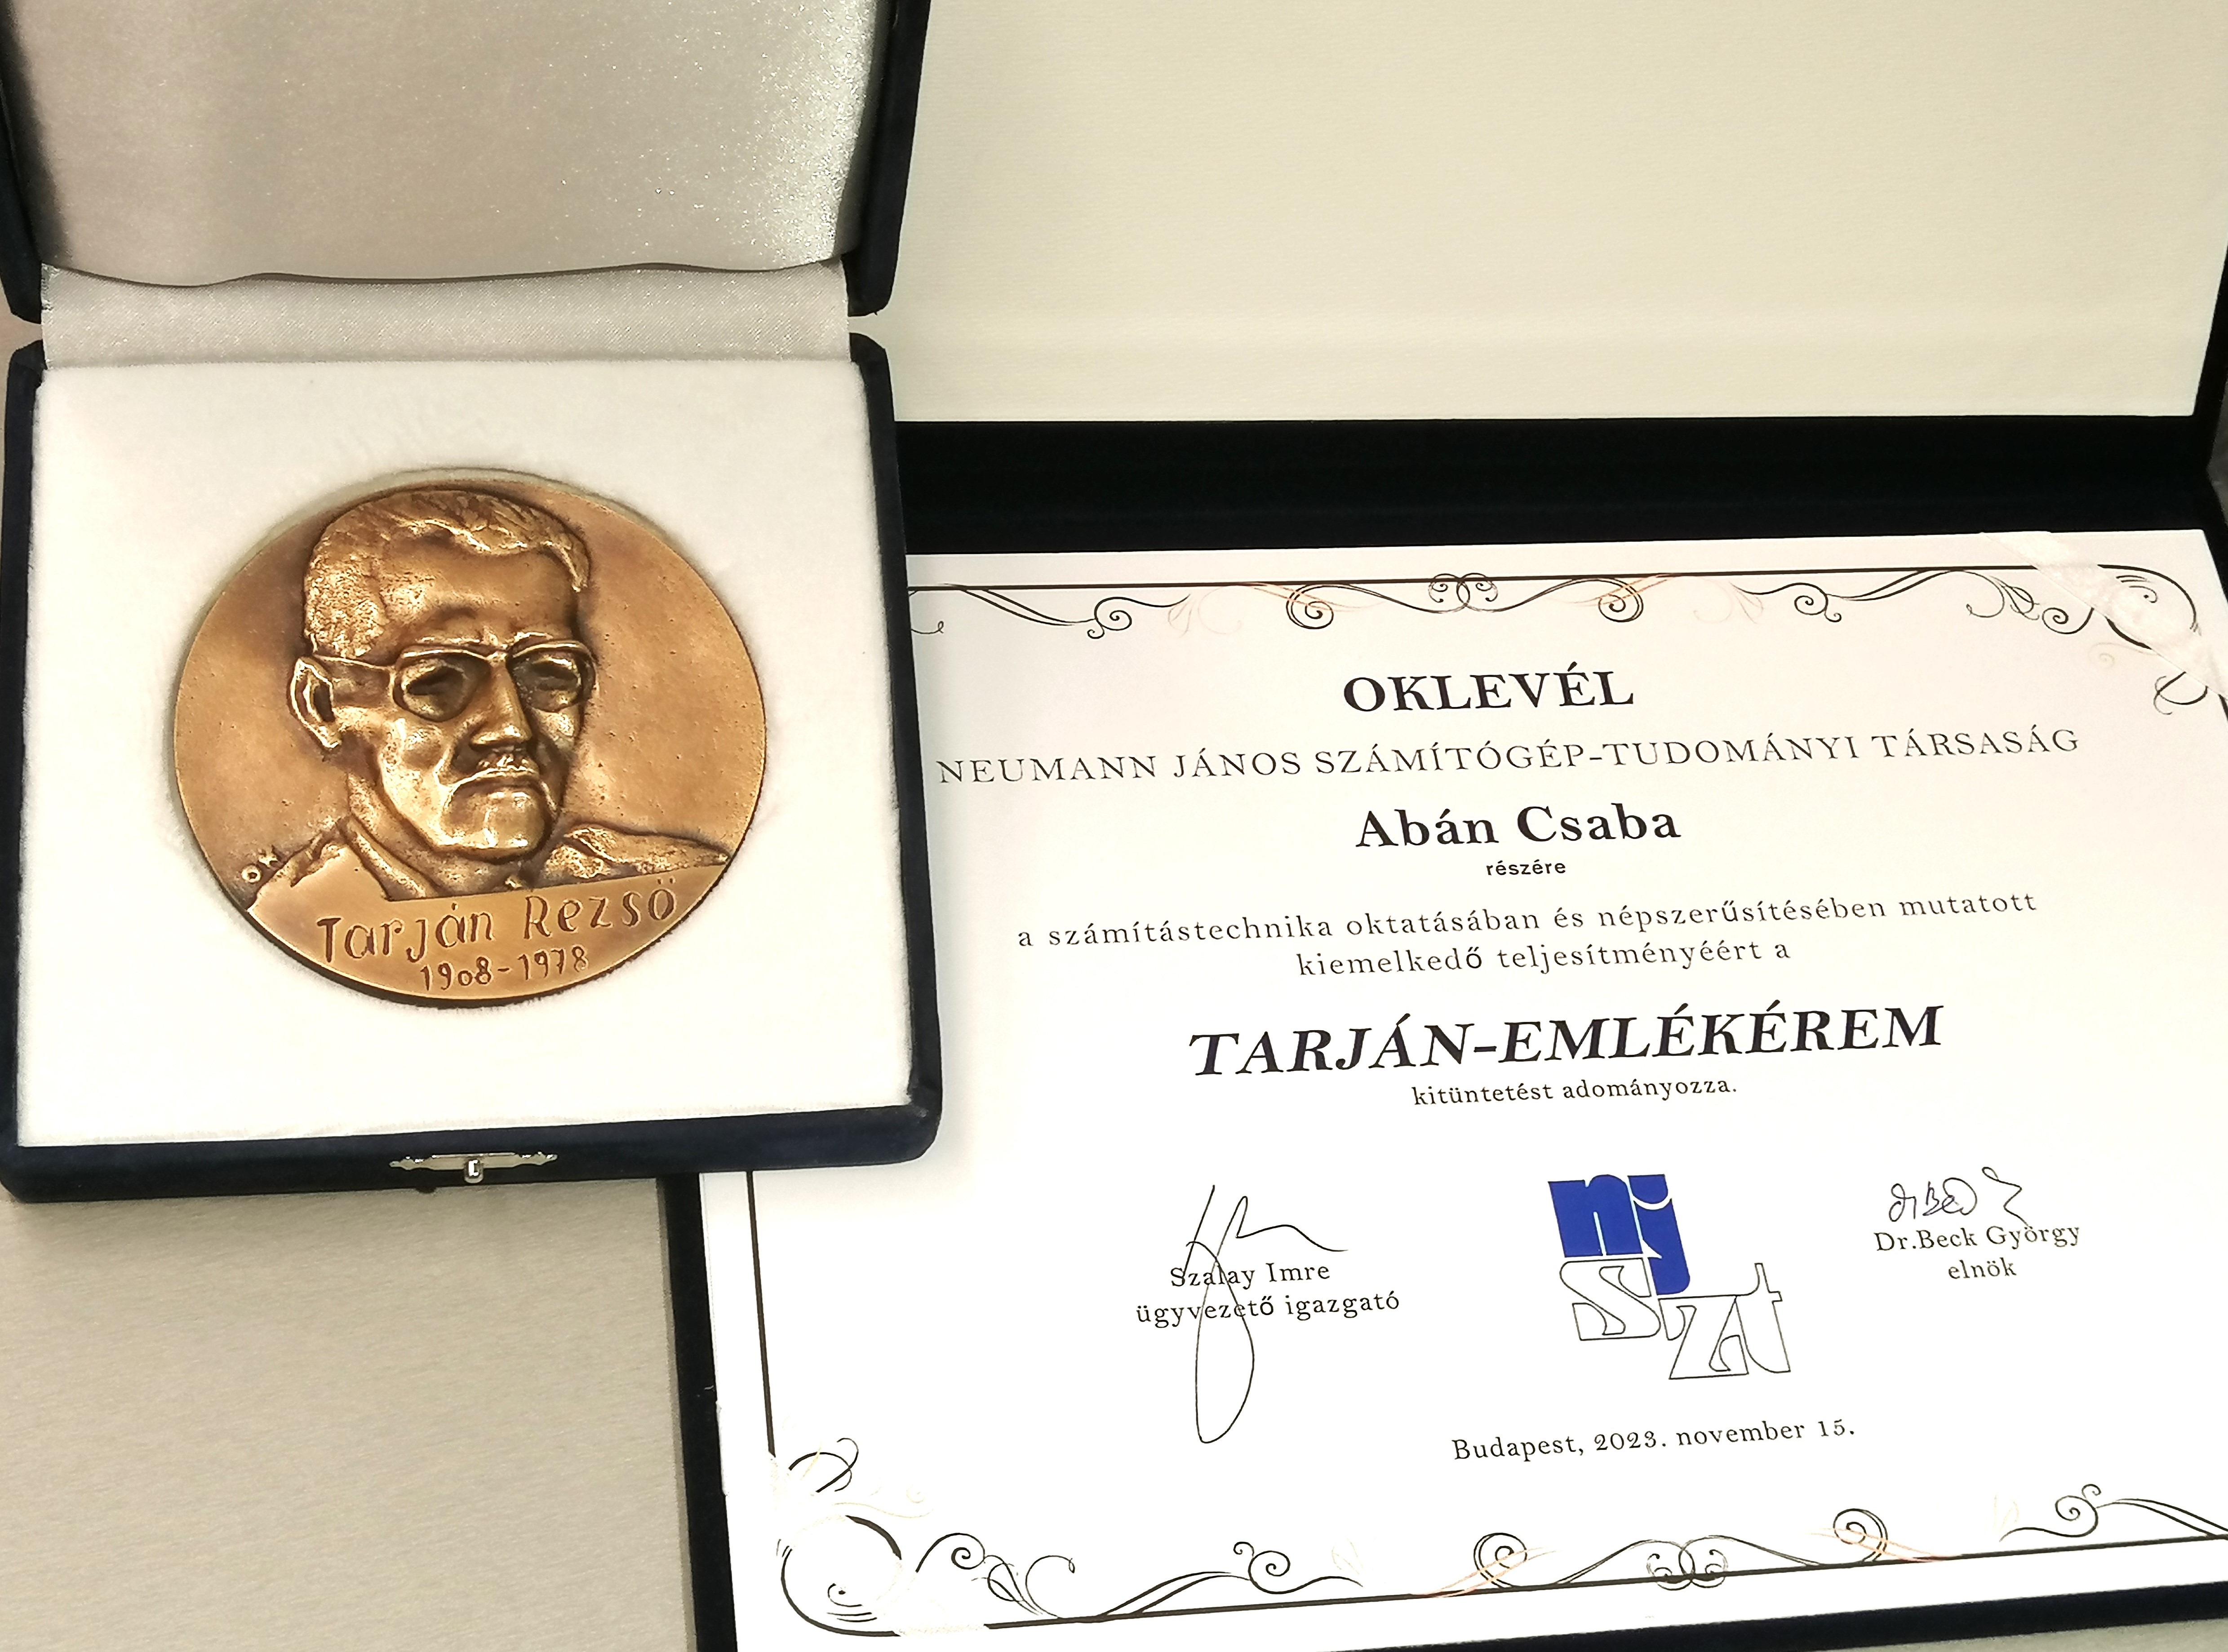 Tarján Rezső
1908-1978
OKLEVÉL
NEUMANN JÁNOS SZÁMÍTÓGÉP-TUDOMÁNYI TÁRSASÁG
Abán Csaba
részére
a számítástechnika oktatásában és népszerűsítésében mutatott
kiemelkedő teljesítményéért a
TARJÁN-EMLÉKÉREM
kitüntetést adományozza.
Szalay Imre
ügyvezető igazgató
njszt
Dr.Beck György
elnök
Budapest, 2023. november 15.